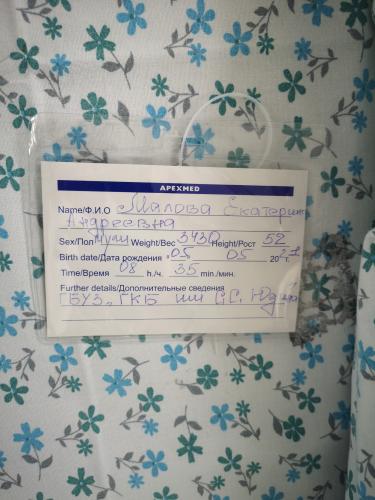 APEXMED
Name/Ф.И.О Малова Екатерина
Андреевна
Sex/Пол муж Weight/Вес 3430 Height/Рост 52
Birth date/Дата рождения 05 05 20 21 г.
Time/Время 08 h./ч. 35 min./мин.
Further details/Дополнительные сведения
ГБУЗ "ГКБ им С.С. Юдина